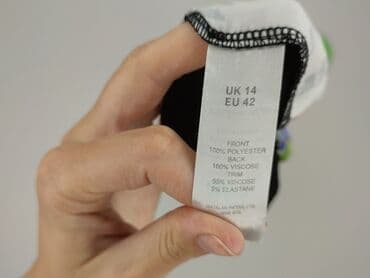 UK 14
EU 42
FRONT
100% POLYESTER
BACK
100% VISCOSE
TRIM
95% VISCOSE
5% ELASTANE